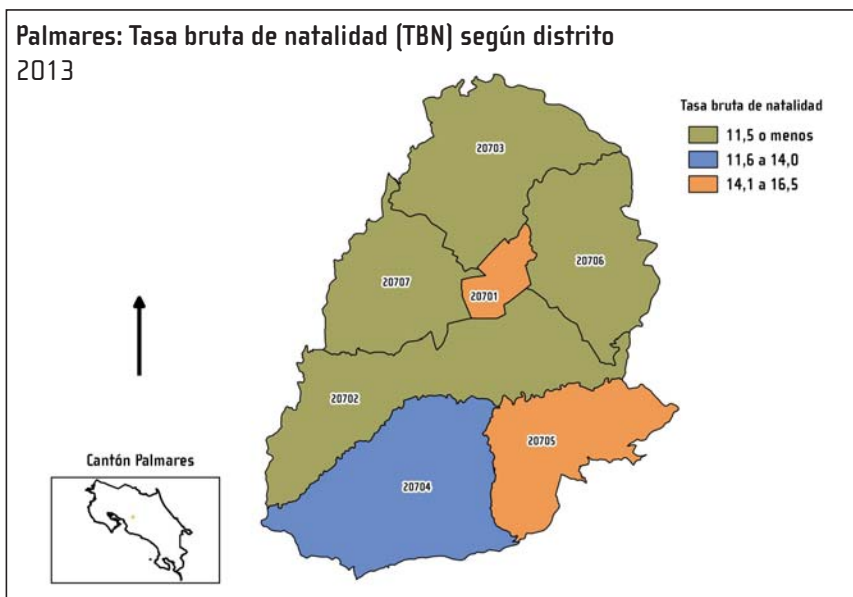 Palmares: Tasa bruta de natalidad (TBN) según distrito
2013
Tasa bruta de natalidad
11,5 o menos
11,6 a 14,0
14,1 a 16,5
20703
20706
20707
20701
20702
20705
20704
Cantón Palmares